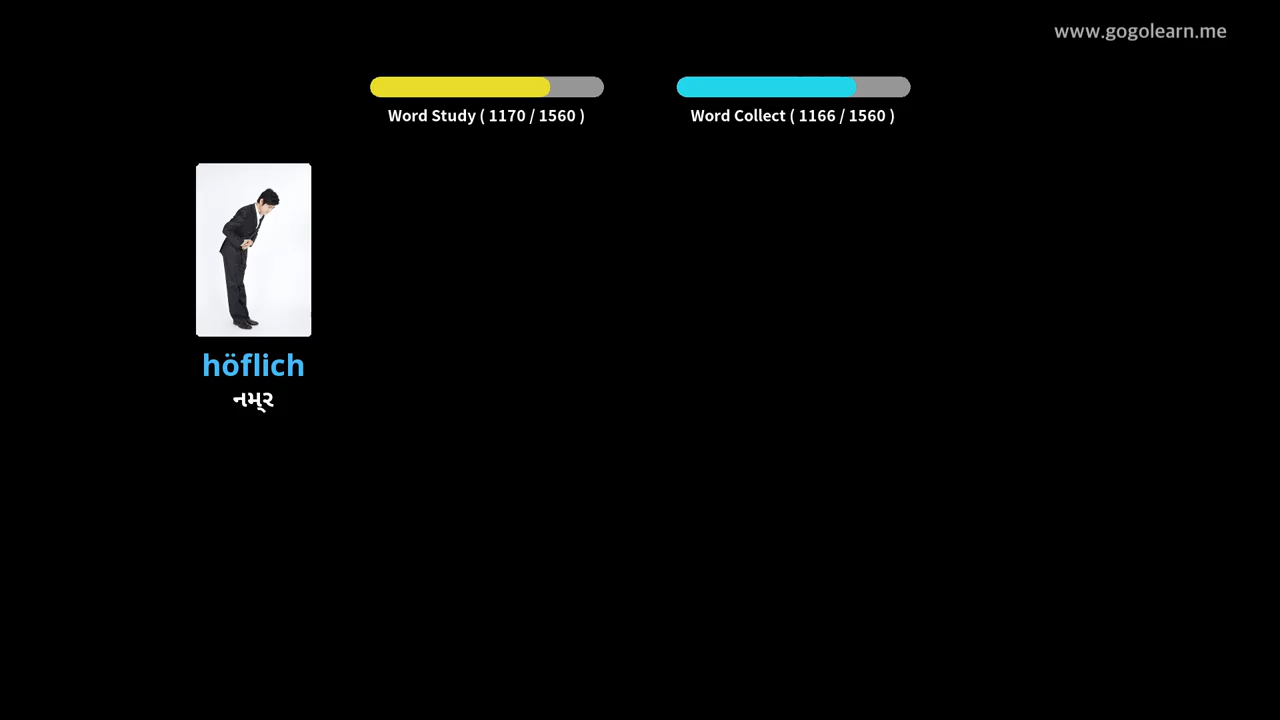 www.gogolearn.me
Word Study ( 1170 / 1560 )
Word Collect ( 1166 / 1560 )
höflich
નમ્ર